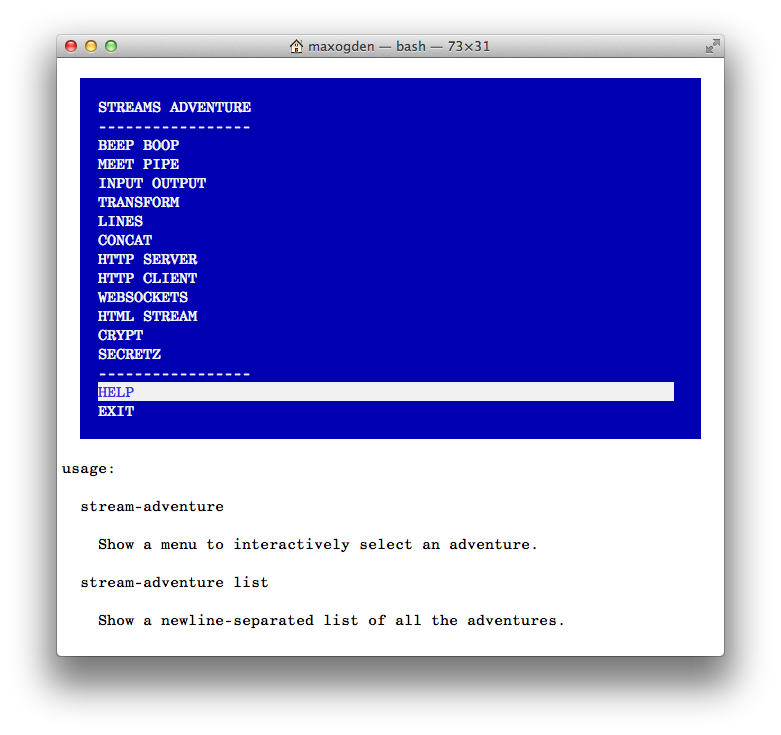 maxogden — bash — 73×31
STREAMS ADVENTURE
-----------------
BEEP BOOP
MEET PIPE
INPUT OUTPUT
TRANSFORM
LINES
CONCAT
HTTP SERVER
HTTP CLIENT
WEBSOCKETS
HTML STREAM
CRYPT
SECRETZ
-----------------
HELP
EXIT
usage:
stream-adventure
Show a menu to interactively select an adventure.
stream-adventure list
Show a newline-separated list of all the adventures.